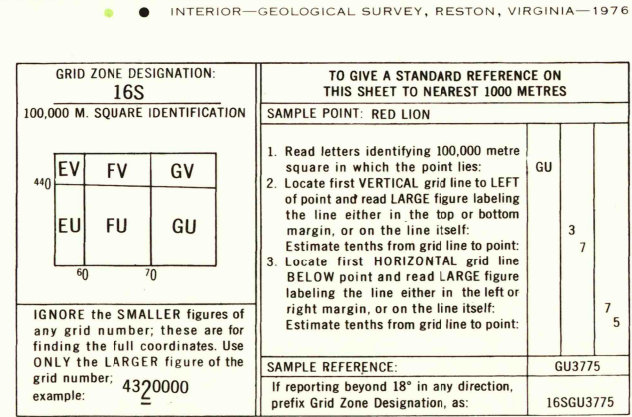 INTERIOR—GEOLOGICAL SURVEY, RESTON, VIRGINIA—1976
GRID ZONE DESIGNATION:
16S
100,000 M. SQUARE IDENTIFICATION
EV FV GV
440
EU FU GU
60 70
IGNORE the SMALLER figures of
any grid number; these are for
finding the full coordinates. Use
ONLY the LARGER figure of the
grid number;
example: 4320000
TO GIVE A STANDARD REFERENCE ON
THIS SHEET TO NEAREST 1000 METRES
SAMPLE POINT: RED LION
1. Read letters identifying 100,000 metre
square in which the point lies: GU
2. Locate first VERTICAL grid line to LEFT
of point and read LARGE figure labeling
the line either in the top or bottom
margin, or on the line itself: 3
Estimate tenths from grid line to point: 7
3. Locate first HORIZONTAL grid line
BELOW point and read LARGE figure
labeling the line either in the left or
right margin, or on the line itself: 7
Estimate tenths from grid line to point: 5
SAMPLE REFERENCE: GU3775
If reporting beyond 18° in any direction,
prefix Grid Zone Designation, as: 16SGU3775